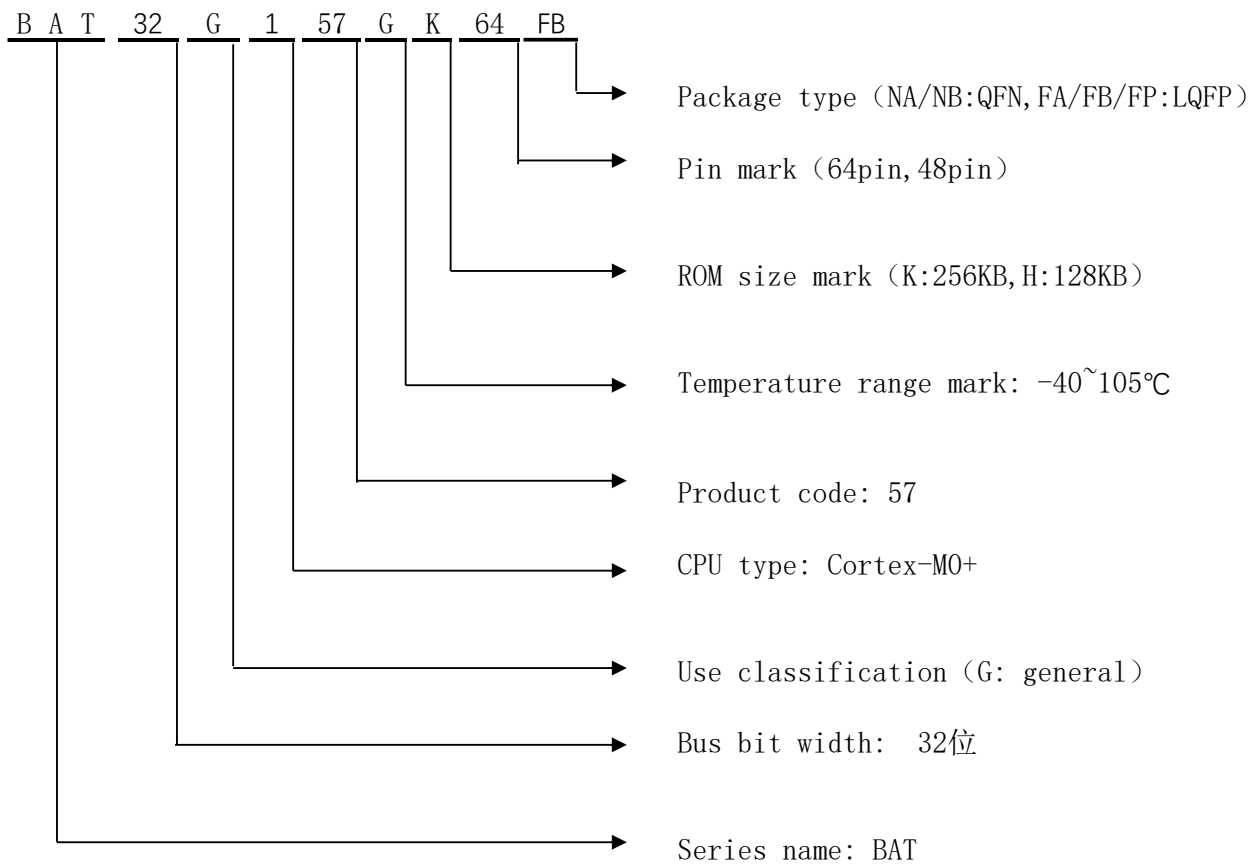 BAT 32 G 1 57 G K 64 FB
Package type（NA/NB:QFN,FA/FB/FP:LQFP）
Pin mark（64pin,48pin）
ROM size mark（K:256KB,H:128KB）
Temperature range mark: -40~105℃
Product code: 57
CPU type: Cortex-M0+
Use classification（G: general）
Bus bit width: 32位
Series name: BAT